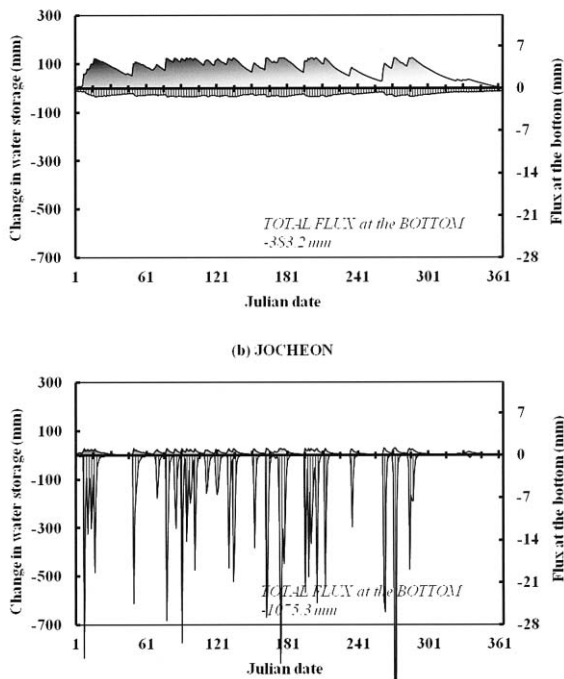 300
100
-100
-300
-500
-700
Change in water storage (mm)
7
0
-7
-14
-21
-28
Flux at the bottom (mm)
TOTAL FLUX at the BOTTOM
-383.2 mm
1 61 121 181 241 301 361
Julian date
(b) JOCHEON
300
100
-100
-300
-500
-700
Change in water storage (mm)
7
0
-7
-14
-21
-28
Flux at the bottom (mm)
TOTAL FLUX at the BOTTOM
-1075.3 mm
1 61 121 181 241 301 361
Julian date